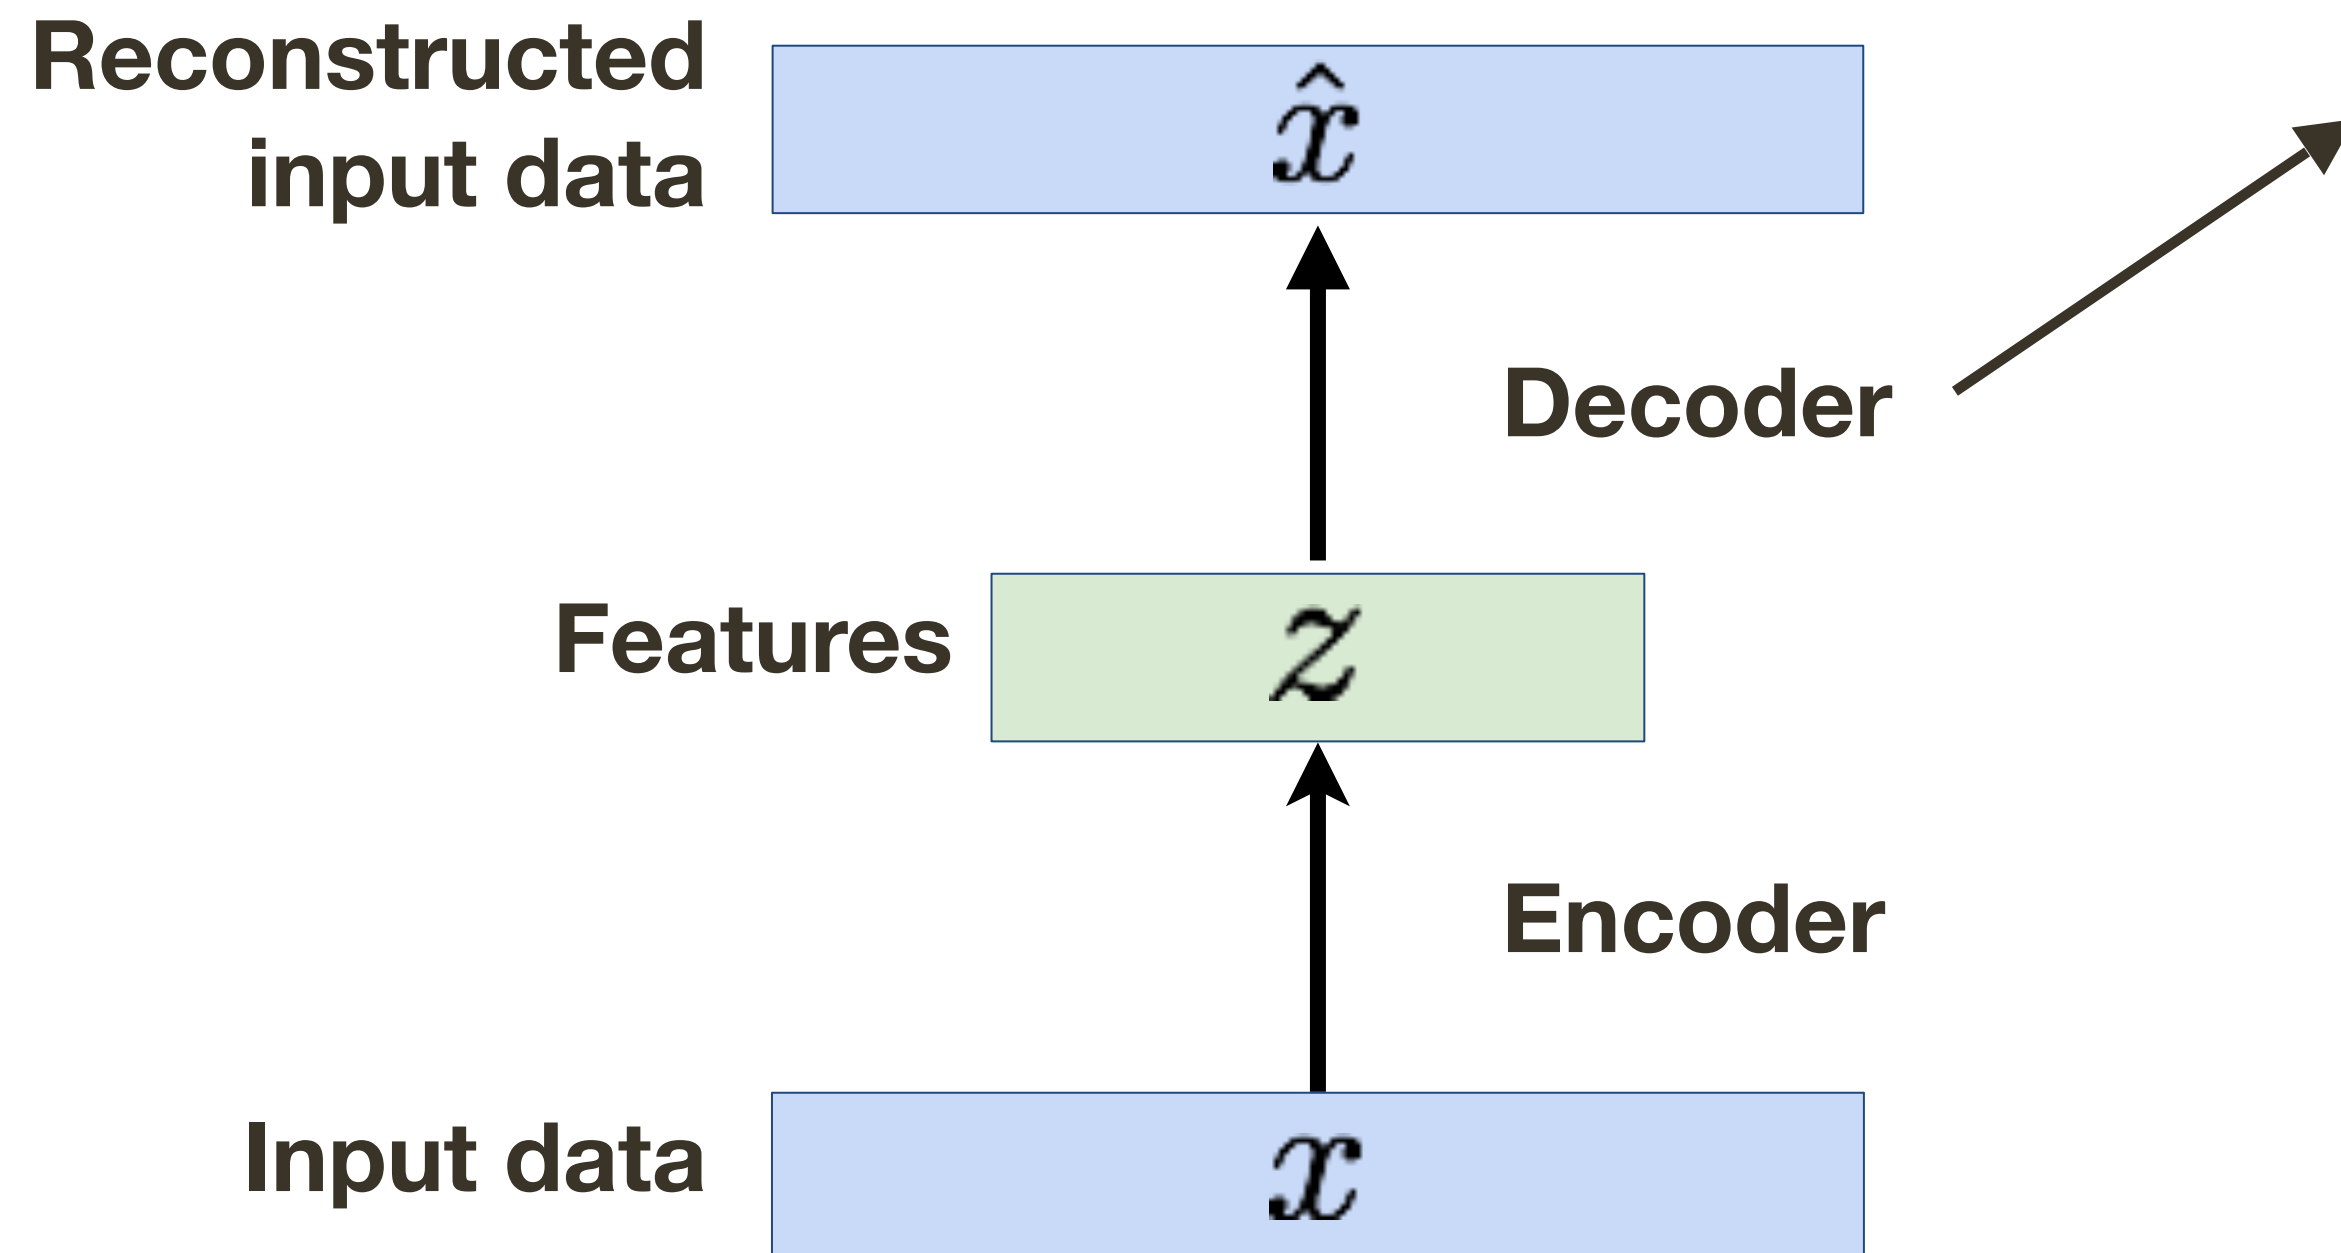 Reconstructed
input data
x̂
Decoder
Features
z
Encoder
Input data
x